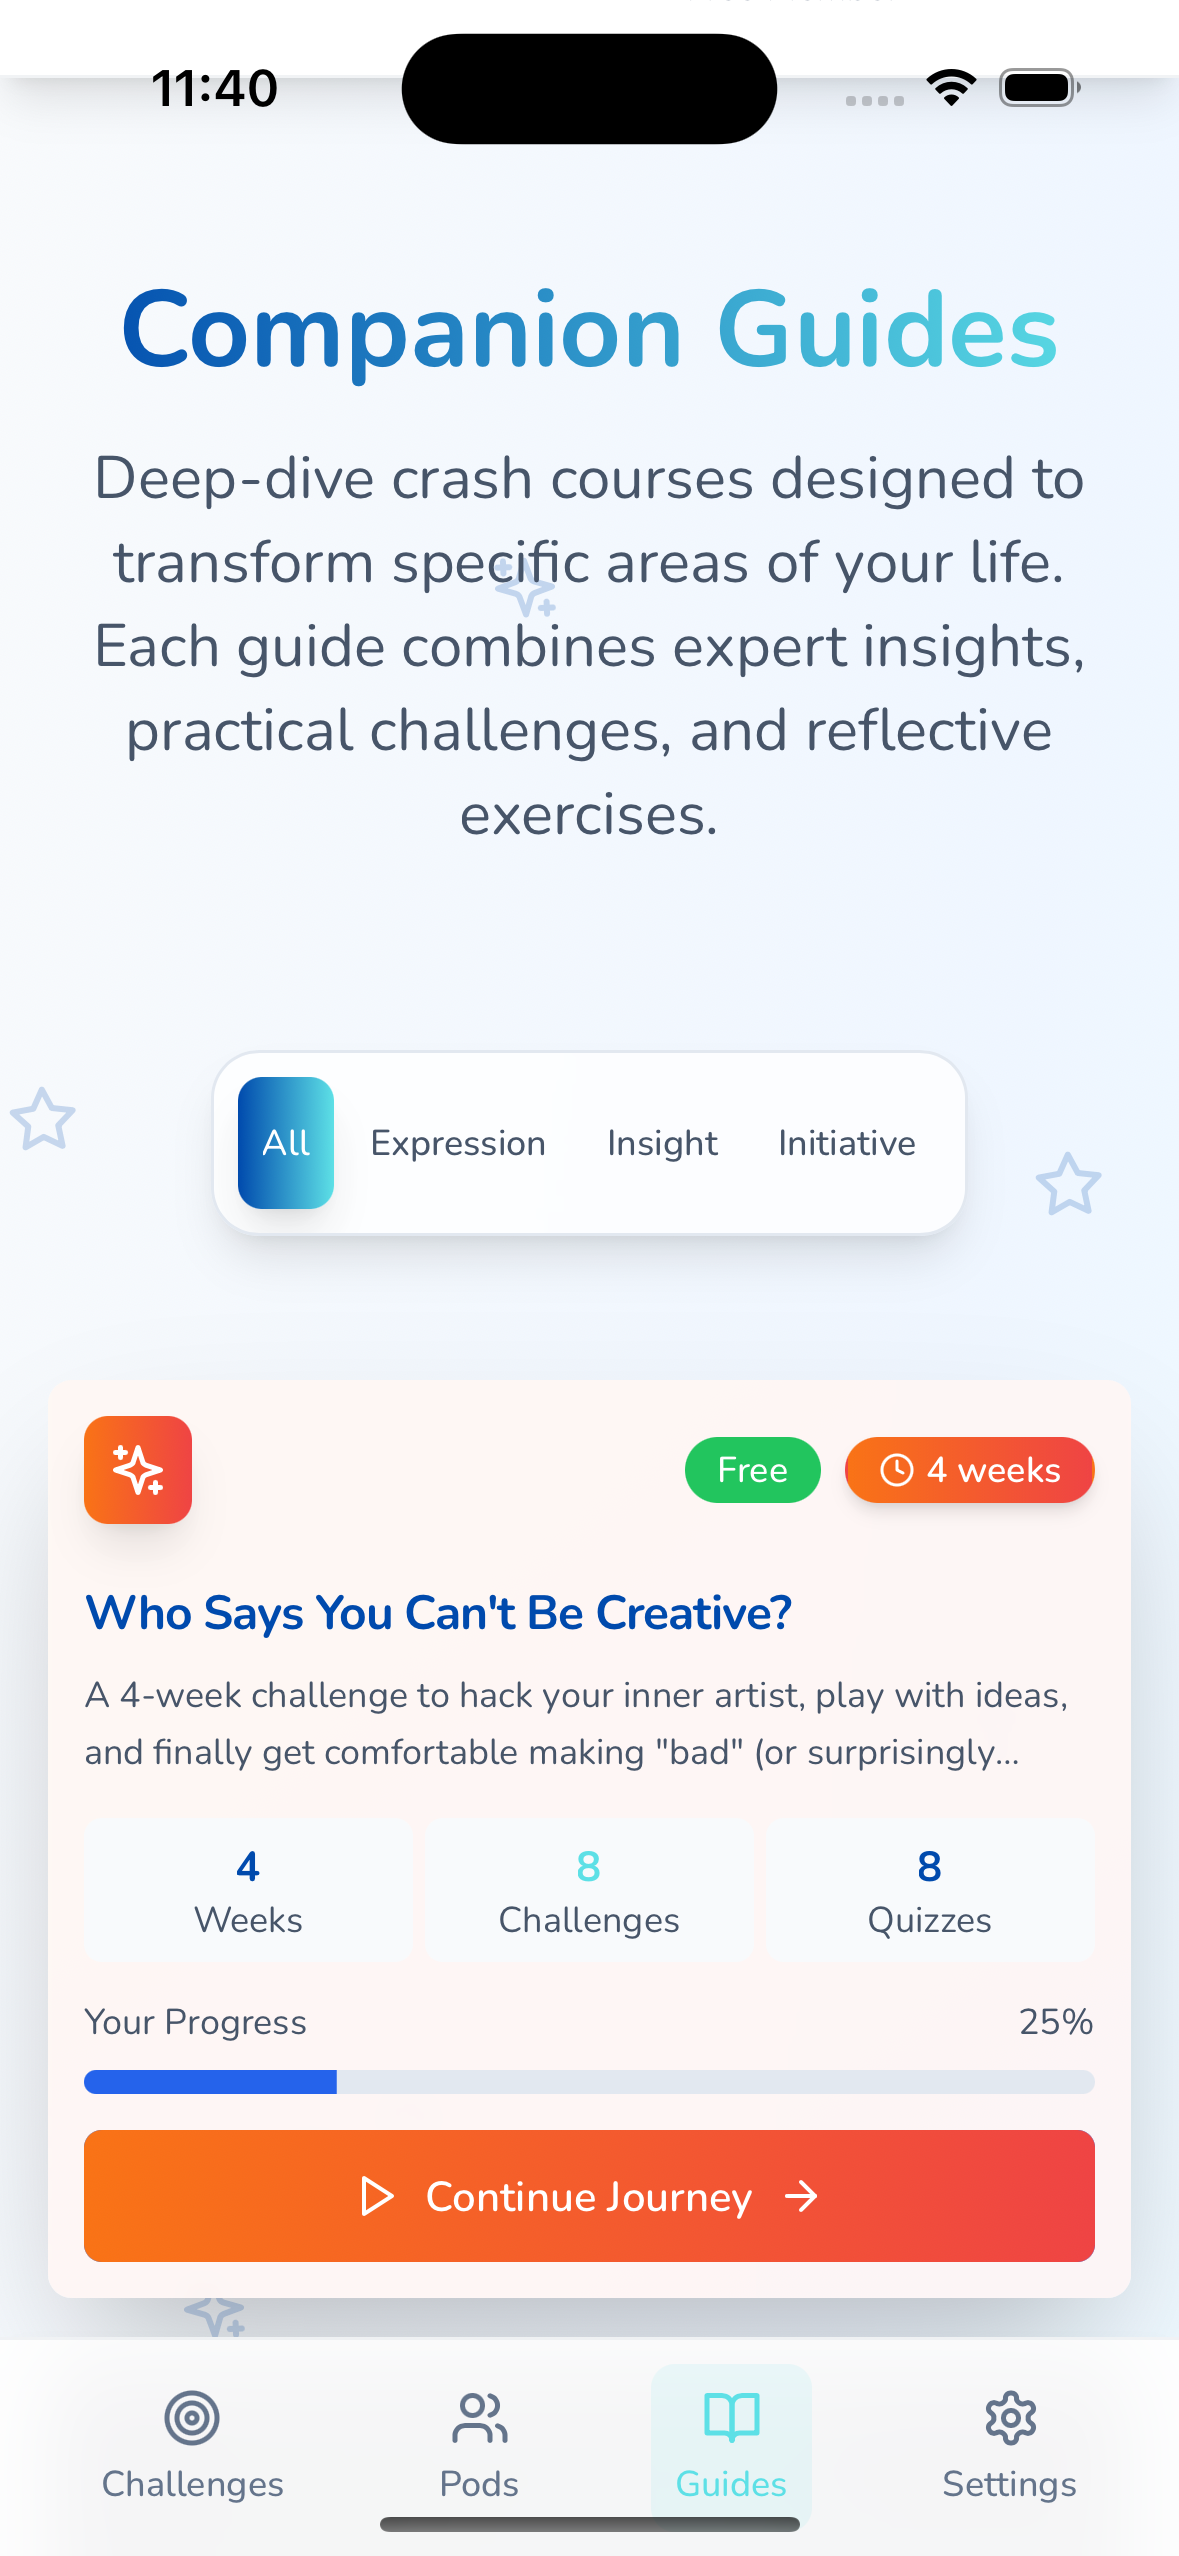 11:40
Companion Guides
Deep-dive crash courses designed to
transform specific areas of your life.
Each guide combines expert insights,
practical challenges, and reflective
exercises.
All Expression Insight Initiative
Free 4 weeks
Who Says You Can't Be Creative?
A 4-week challenge to hack your inner artist, play with ideas,
and finally get comfortable making "bad" (or surprisingly...
4 8 8
Weeks Challenges Quizzes
Your Progress 25%
Continue Journey
Challenges Pods Guides Settings